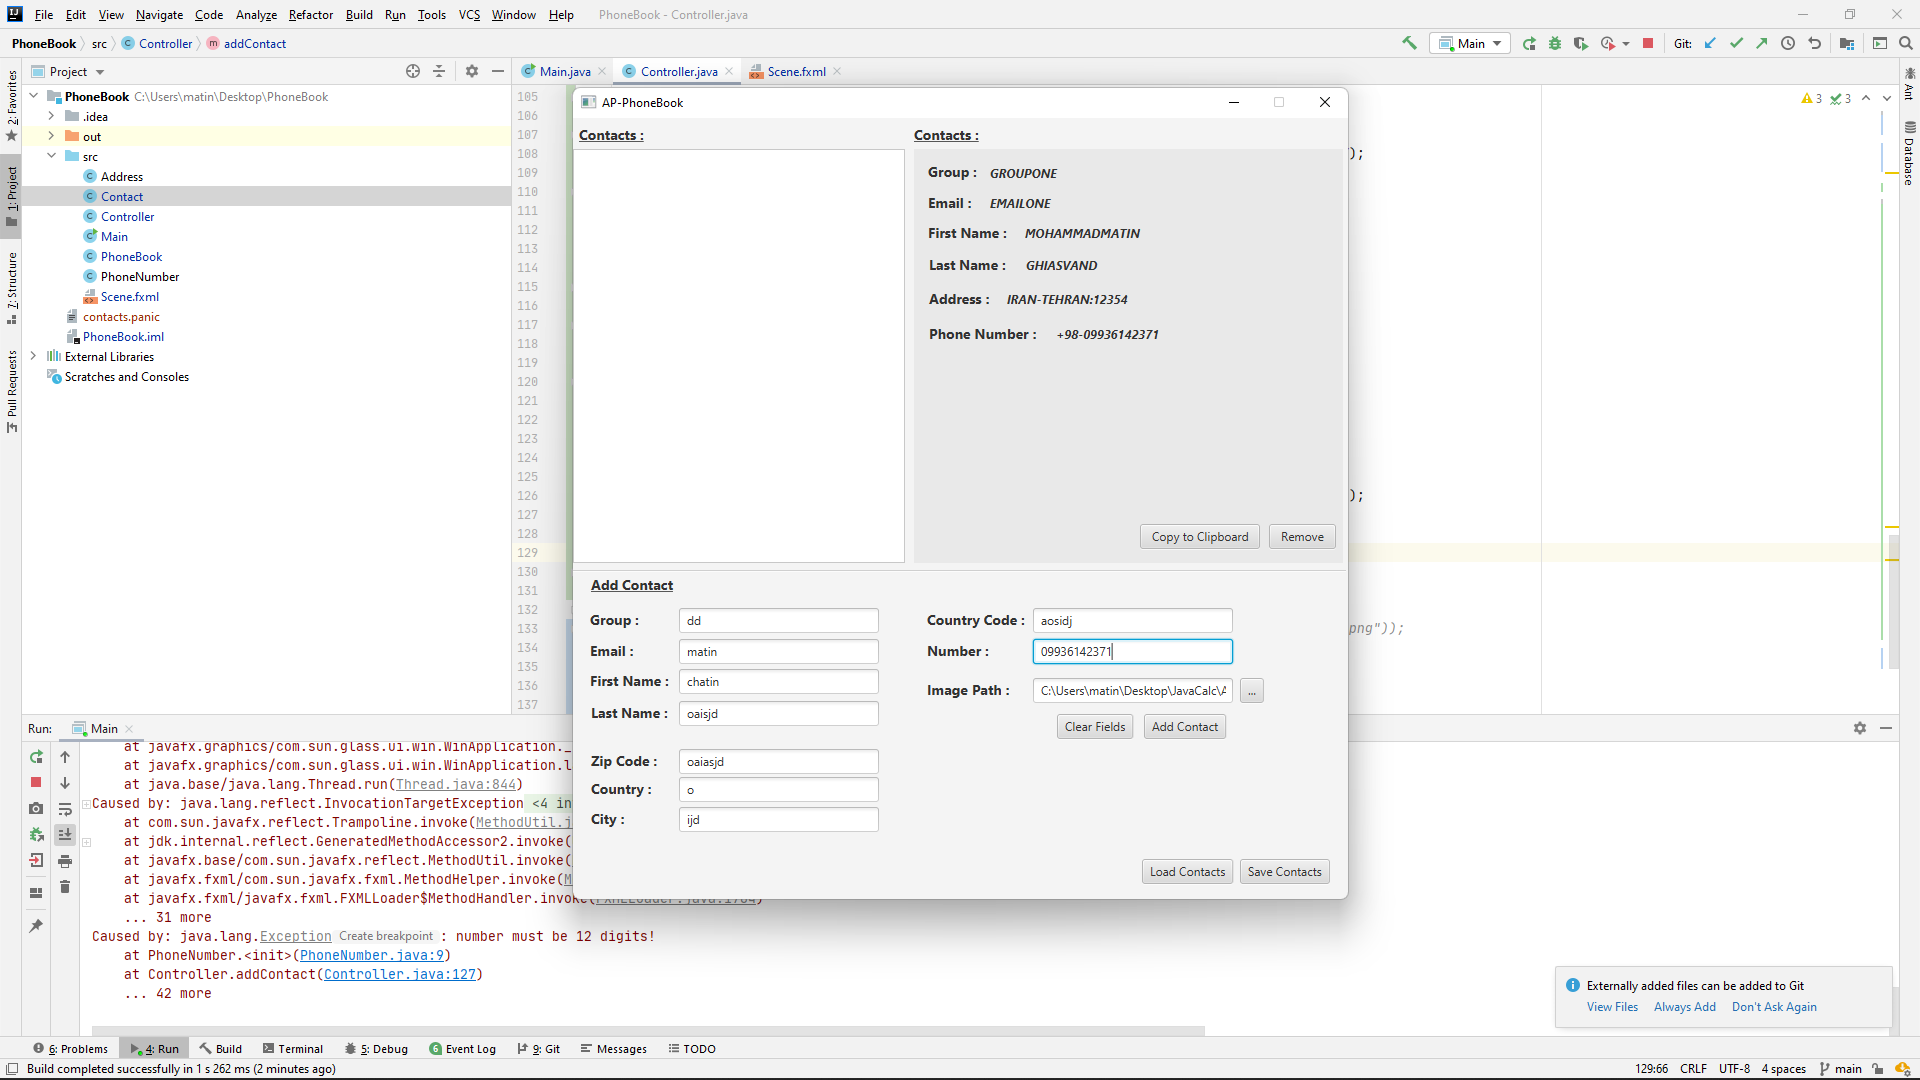 File Edit View Navigate Code Analyze Refactor Build Run Tools VCS Window Help PhoneBook - Controller.java
PhoneBook src Controller addContact
Main
Git:
Project
Main.java Controller.java Scene.fxml
2: Favorites
1: Project
7: Structure
Pull Requests
PhoneBook C:\Users\matin\Desktop\PhoneBook
.idea
out
src
Address
Contact
Controller
Main
PhoneBook
PhoneNumber
Scene.fxml
contacts.panic
PhoneBook.iml
External Libraries
Scratches and Consoles
105
106
107
108
109
110
111
112
113
114
115
116
117
118
119
120
121
122
123
124
125
126
127
128
129
130
131
132
133
134
135
136
137
);
);
png"));
3 3
Ant
Database
AP-PhoneBook
Contacts :
Contacts :
Group : GROUPONE
Email : EMAILONE
First Name : MOHAMMADMATIN
Last Name : GHIASVAND
Address : IRAN-TEHRAN:12354
Phone Number : +98-09936142371
Copy to Clipboard Remove
Add Contact
Group : dd
Email : matin
First Name : chatin
Last Name : oaisjd
Zip Code : oaiasjd
Country : o
City : ijd
Country Code : aosidj
Number : 09936142371
Image Path : C:\Users\matin\Desktop\JavaCalc\A ...
Clear Fields Add Contact
Load Contacts Save Contacts
Run: Main
at javafx.graphics/com.sun.glass.ui.win.WinApplication._
at javafx.graphics/com.sun.glass.ui.win.WinApplication.l
at java.base/java.lang.Thread.run(Thread.java:844)
Caused by: java.lang.reflect.InvocationTargetException <4 in
at com.sun.javafx.reflect.Trampoline.invoke(MethodUtil.j
at jdk.internal.reflect.GeneratedMethodAccessor2.invoke(
at javafx.base/com.sun.javafx.reflect.MethodUtil.invoke(
at javafx.fxml/com.sun.javafx.fxml.MethodHelper.invoke(M
at javafx.fxml/javafx.fxml.FXMLLoader$MethodHandler.invoke(
... 31 more
Caused by: java.lang.Exception Create breakpoint : number must be 12 digits!
at PhoneNumber.<init>(PhoneNumber.java:9)
at Controller.addContact(Controller.java:127)
... 42 more
Externally added files can be added to Git
View Files Always Add Don't Ask Again
6: Problems 4: Run Build Terminal 5: Debug Event Log 9: Git Messages TODO
Build completed successfully in 1 s 262 ms (2 minutes ago)
129:66 CRLF UTF-8 4 spaces main